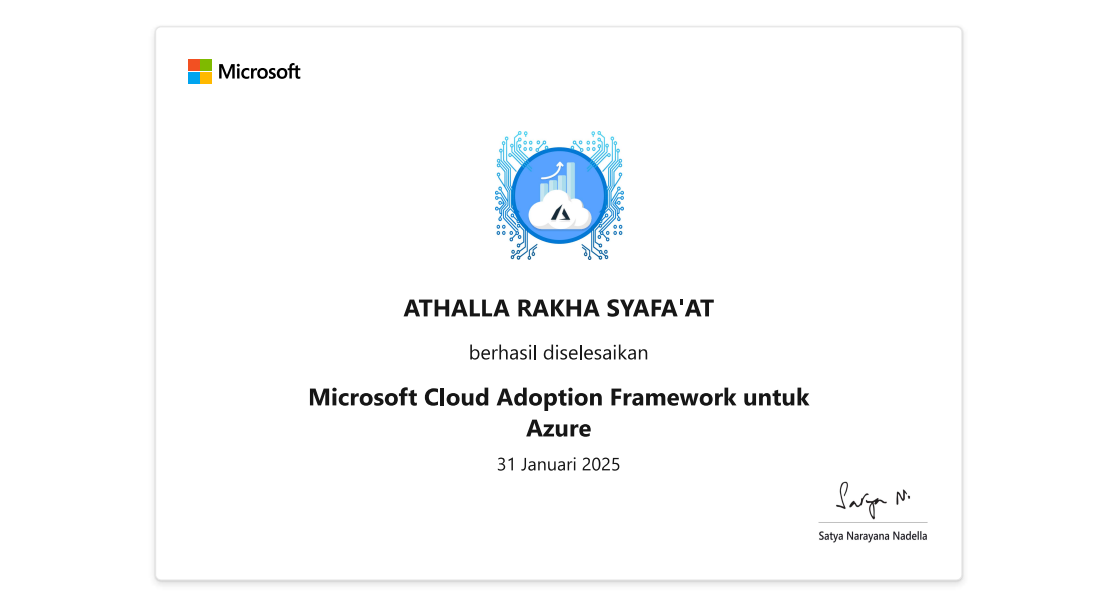 Microsoft
ATHALLA RAKHA SYAFA'AT
berhasil diselesaikan
Microsoft Cloud Adoption Framework untuk
Azure
31 Januari 2025
Satya N.
Satya Narayana Nadella